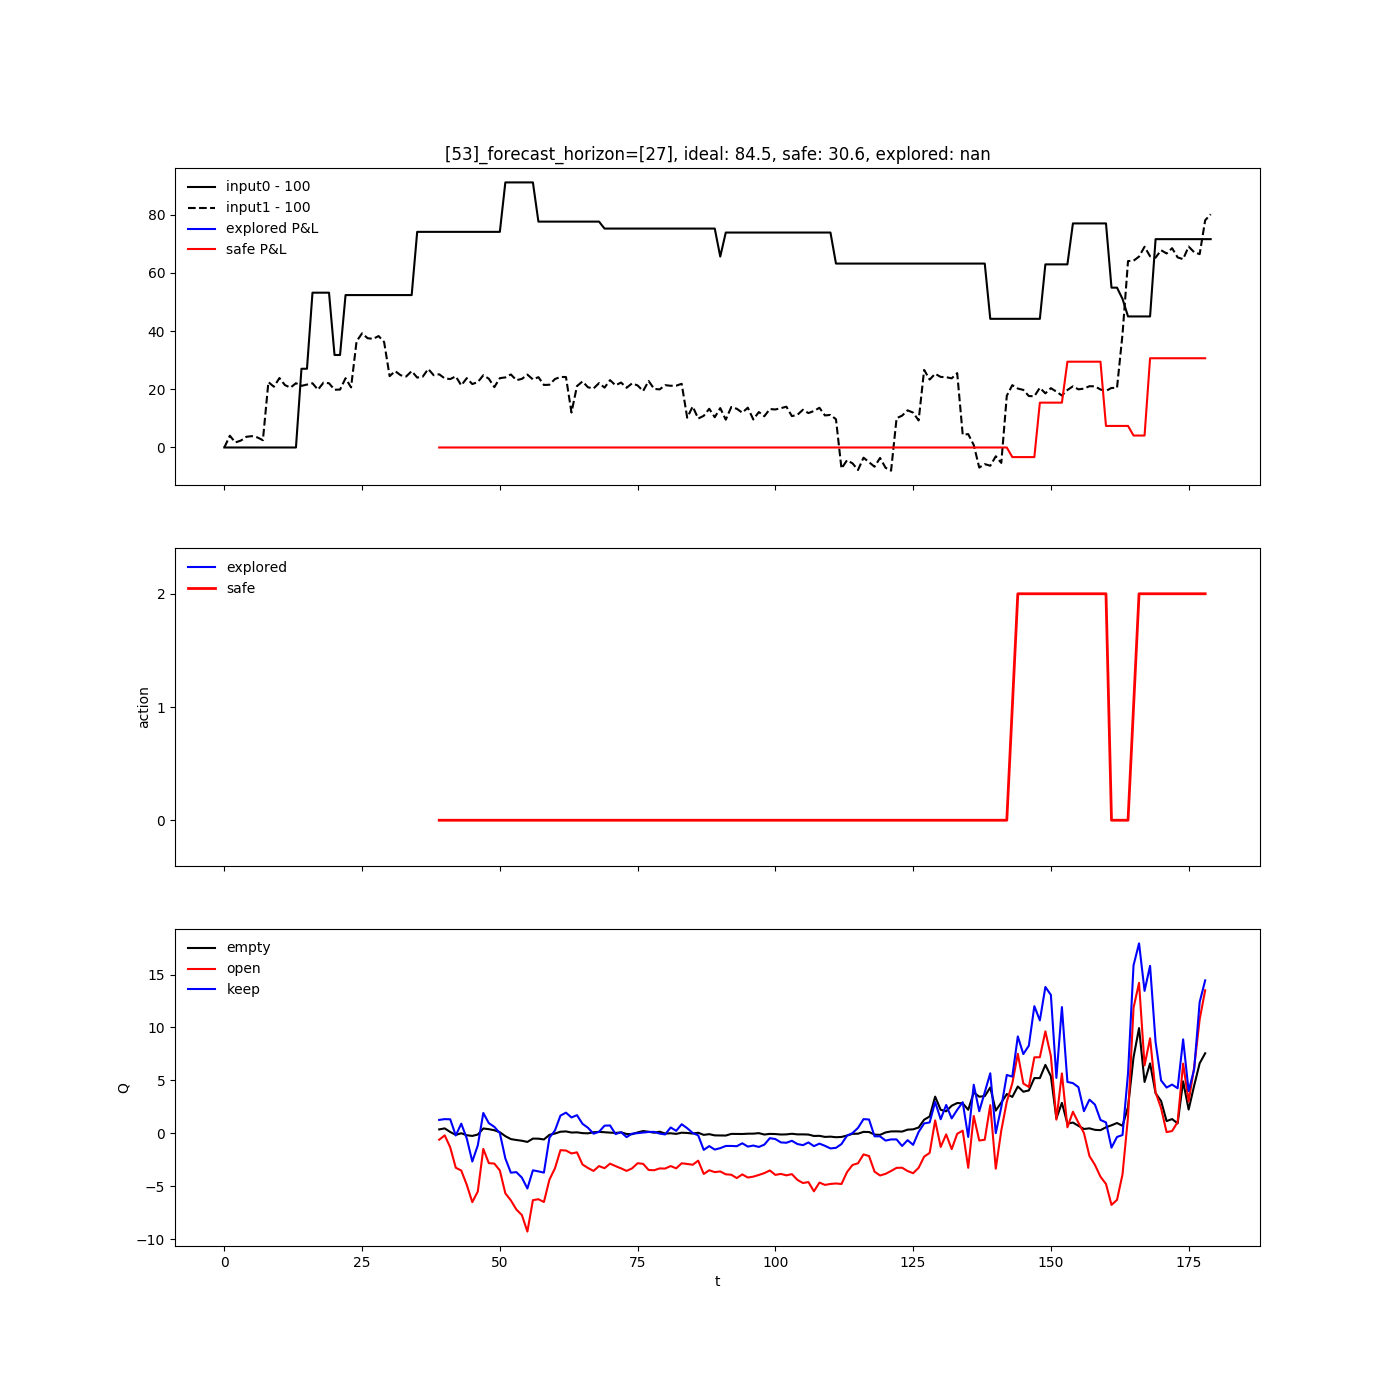 [53]_forecast_horizon=[27], ideal: 84.5, safe: 30.6, explored: nan
input0 - 100
input1 - 100
explored P&L
safe P&L
80
60
40
20
0
explored
safe
action
2
1
0
empty
open
keep
Q
15
10
5
0
−5
−10
0 25 50 75 100 125 150 175
t